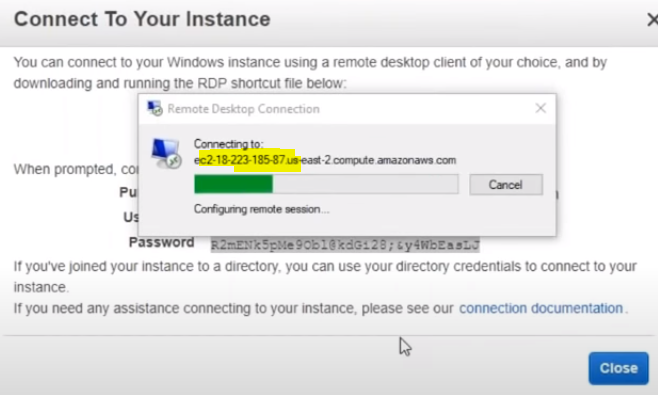 Connect To Your Instance
You can connect to your Windows instance using a remote desktop client of your choice, and by
downloading and running the RDP shortcut file below:
Remote Desktop Connection
Connecting to:
ec2-18-223-185-87.us-east-2.compute.amazonaws.com
Cancel
Configuring remote session...
When prompted, co
Pu
Us
Password R2mENk5pMe9Obl@kdGi28;&y4WbEasLJ
If you've joined your instance to a directory, you can use your directory credentials to connect to your
instance.
If you need any assistance connecting to your instance, please see our connection documentation.
Close